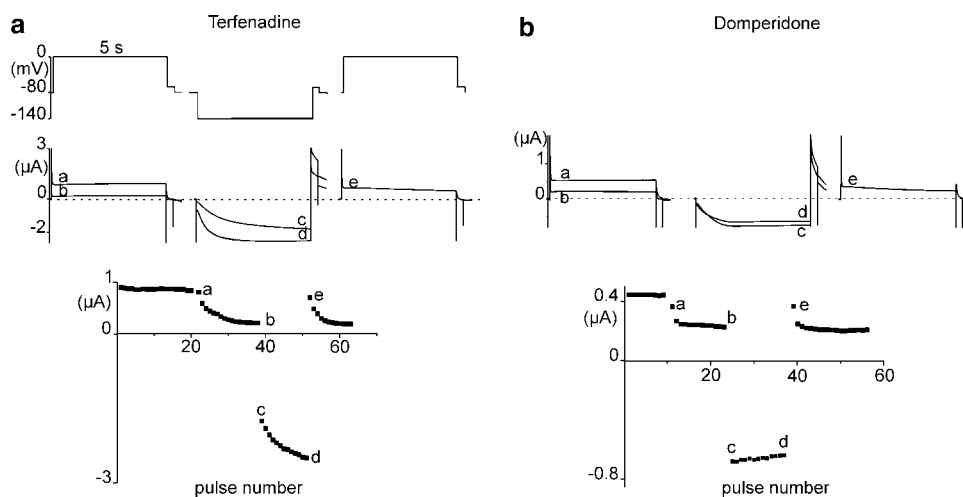 a
Terfenadine
5 s
0
(mV)
-80
-140
3
(µA)
0
-2
a
b
c
d
e
1
(µA)
0
20
40
60
a
b
c
d
e
-3
pulse number
b
Domperidone
(µA)
1
0
a
b
d
c
e
0.4
(µA)
0
20
40
60
a
b
c
d
e
-0.8
pulse number